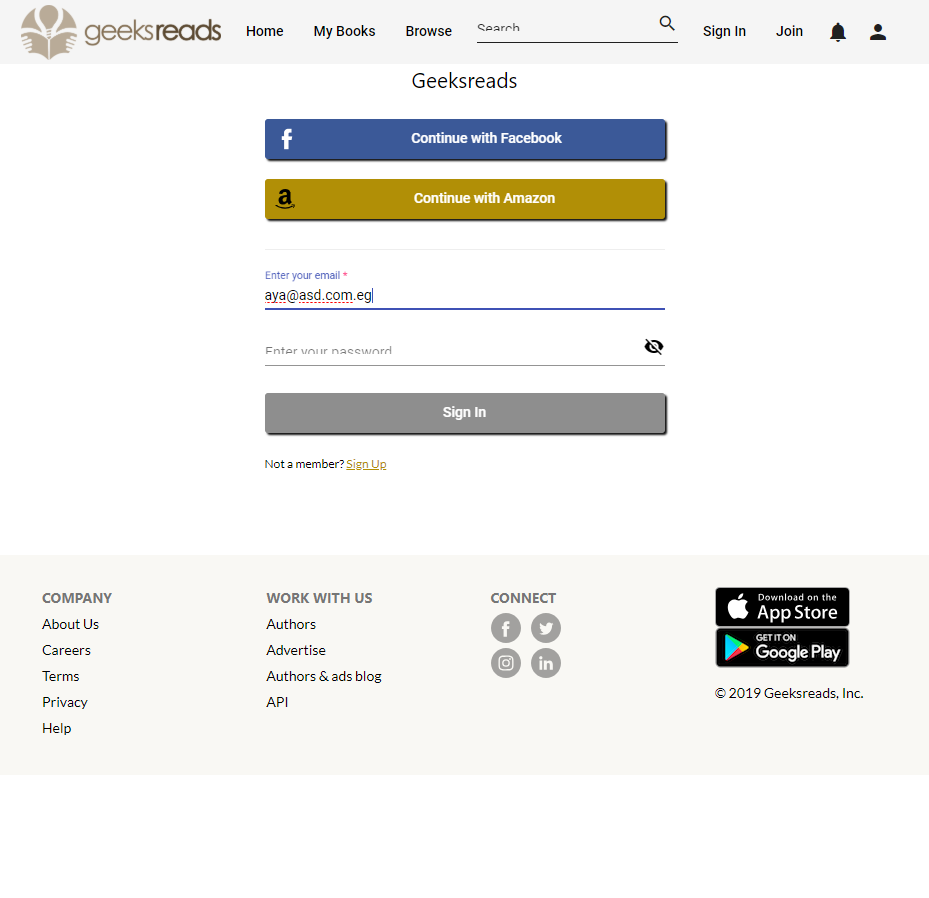 geeksreads Home My Books Browse Search Sign In Join
Geeksreads
f Continue with Facebook
a Continue with Amazon
Enter your email *
aya@asd.com.eg
Enter your password
Sign In
Not a member? Sign Up
COMPANY
About Us
Careers
Terms
Privacy
Help
WORK WITH US
Authors
Advertise
Authors & ads blog
API
CONNECT
f
in
Download on the
App Store
GET IT ON
Google Play
© 2019 Geeksreads, Inc.